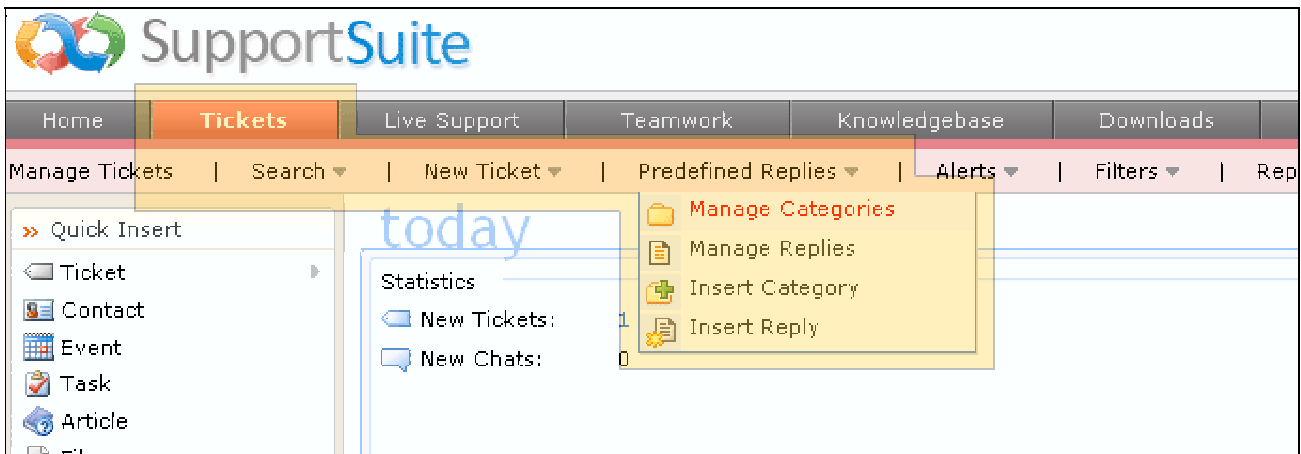 SupportSuite
Home Tickets Live Support Teamwork Knowledgebase Downloads
Manage Tickets | Search | New Ticket | Predefined Replies | Alerts | Filters | Rep
Quick Insert
today
Manage Categories
Ticket
Statistics
Manage Replies
Contact
New Tickets: 1
Insert Category
Event
New Chats: 0
Insert Reply
Task
Article